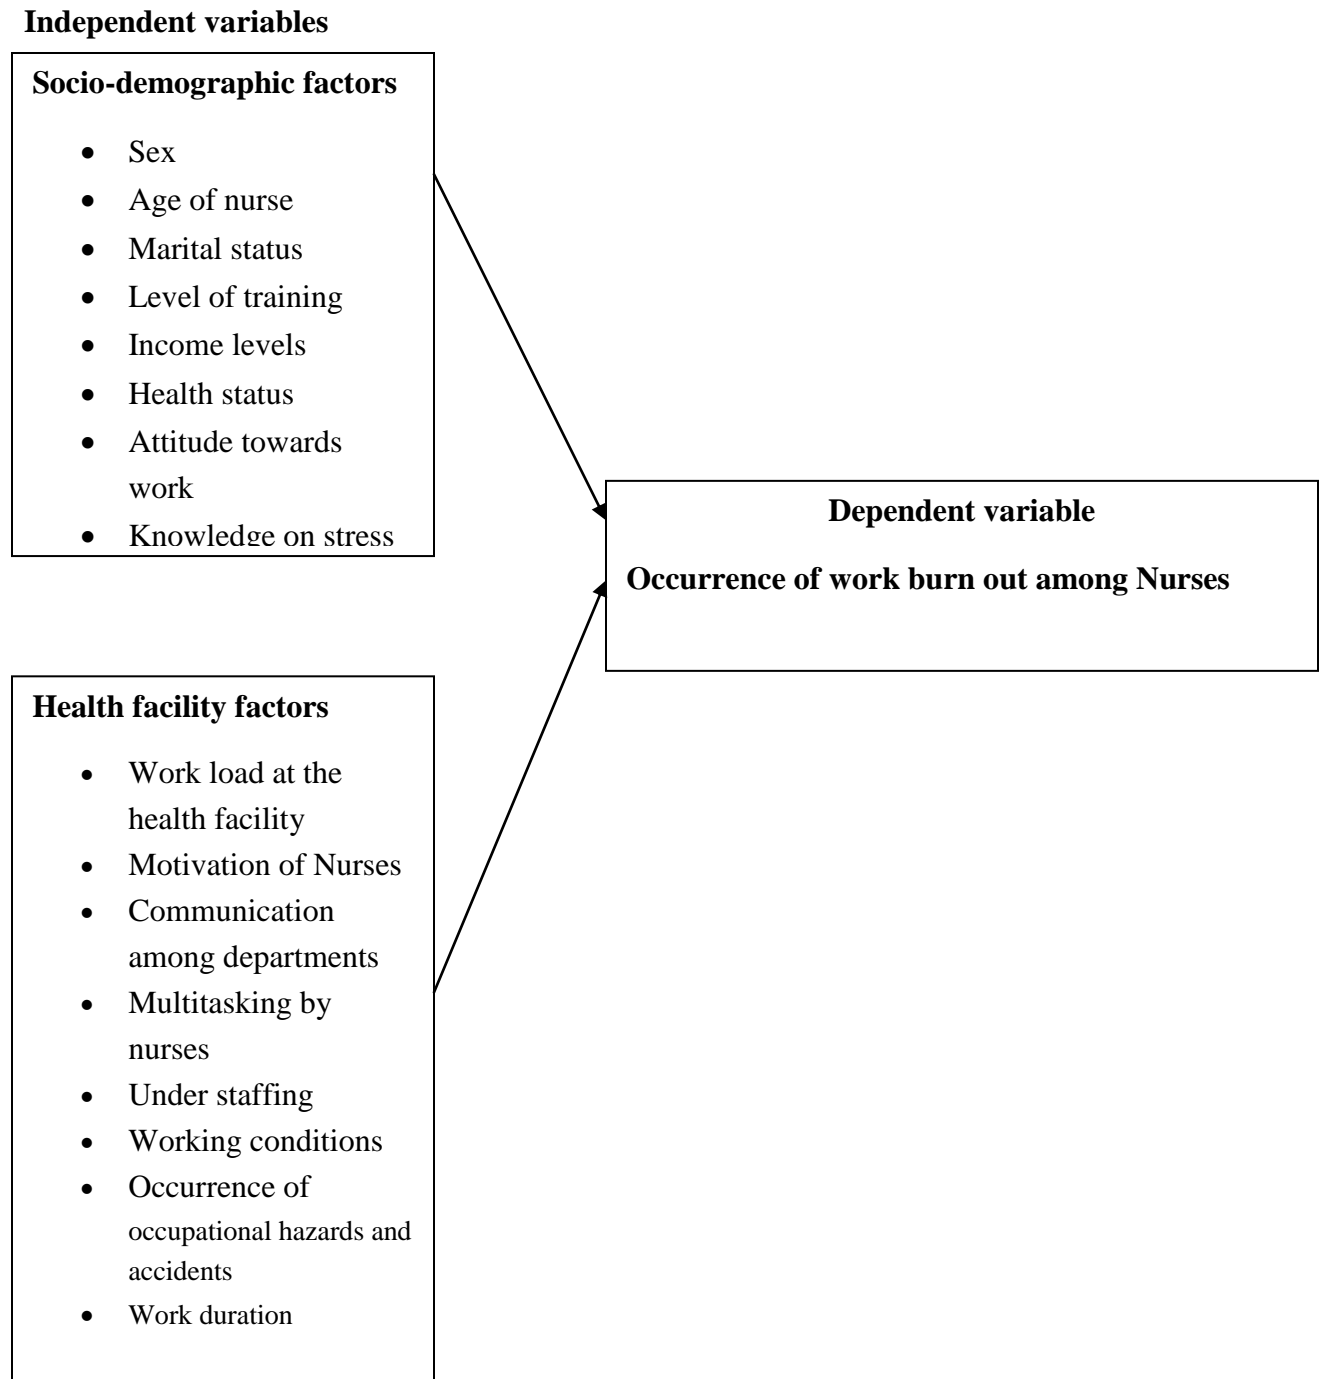 Independent variables
Socio-demographic factors
• Sex
• Age of nurse
• Marital status
• Level of training
• Income levels
• Health status
• Attitude towards
work
• Knowledge on stress
Dependent variable
Occurrence of work burn out among Nurses
Health facility factors
• Work load at the
health facility
• Motivation of Nurses
• Communication
among departments
• Multitasking by
nurses
• Under staffing
• Working conditions
• Occurrence of
occupational hazards and
accidents
• Work duration